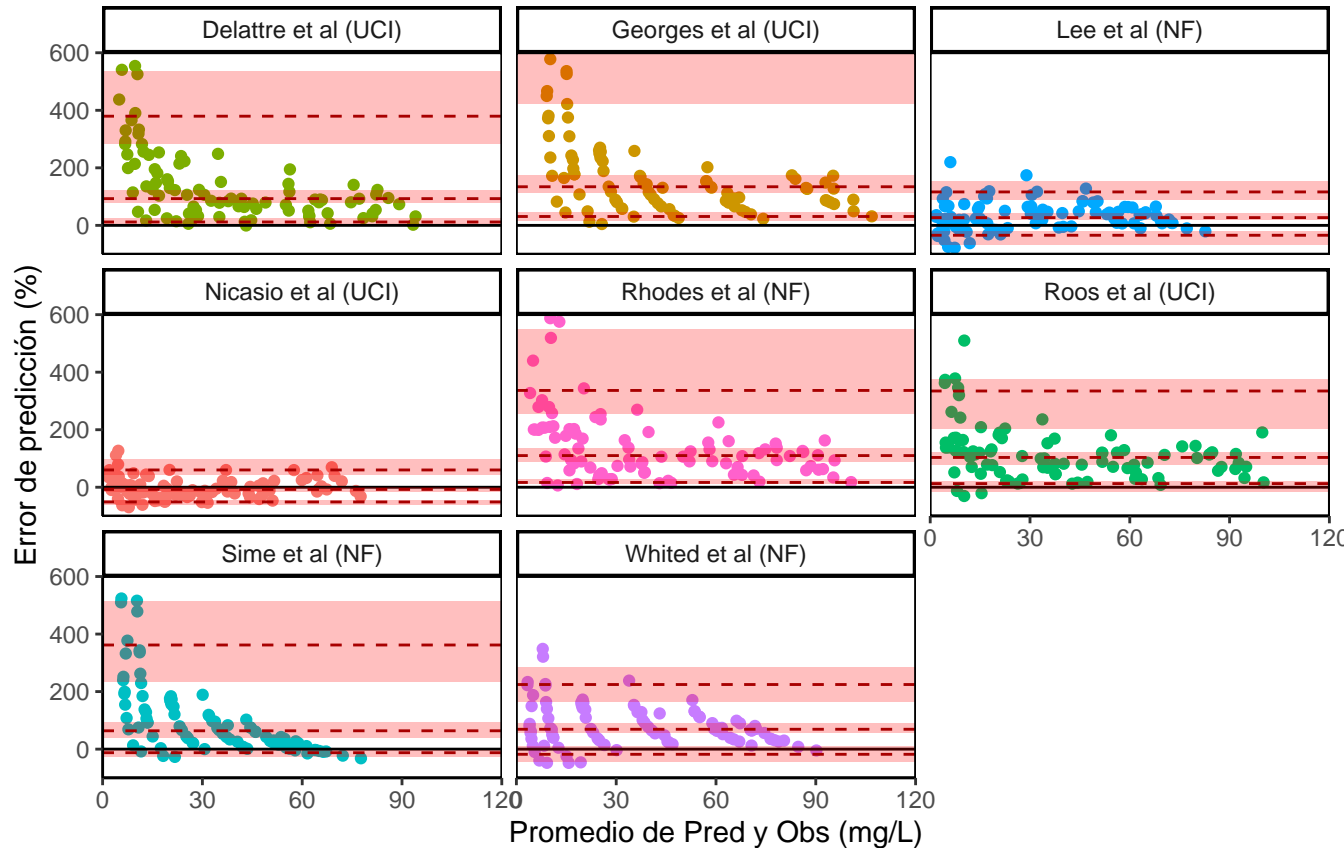 Delattre et al (UCI)
Georges et al (UCI)
Lee et al (NF)
600
400
200
0
Nicasio et al (UCI)
Rhodes et al (NF)
Roos et al (UCI)
600
400
200
0
0 30 60 90 120
Sime et al (NF)
Whited et al (NF)
600
400
200
0
0 30 60 90 120
0 30 60 90 120
Error de predicción (%)
Promedio de Pred y Obs (mg/L)